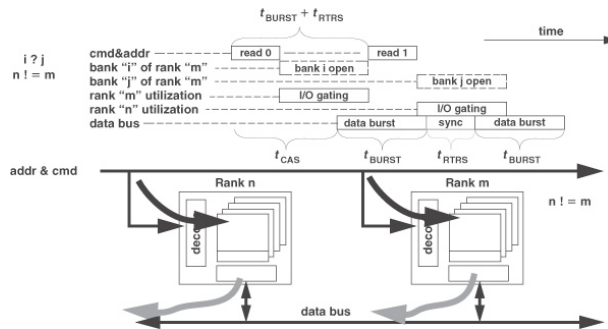 tBURST + tRTRS
time
cmd&addr
read 0
read 1
i ? j
n ! = m
bank "i" of rank "m"
bank i open
bank "j" of rank "m"
bank j open
rank "m" utilization
I/O gating
rank "n" utilization
I/O gating
data bus
data burst
sync
data burst
tCAS
tBURST
tRTRS
tBURST
addr & cmd
Rank n
Rank m
n ! = m
deco
deco
data bus